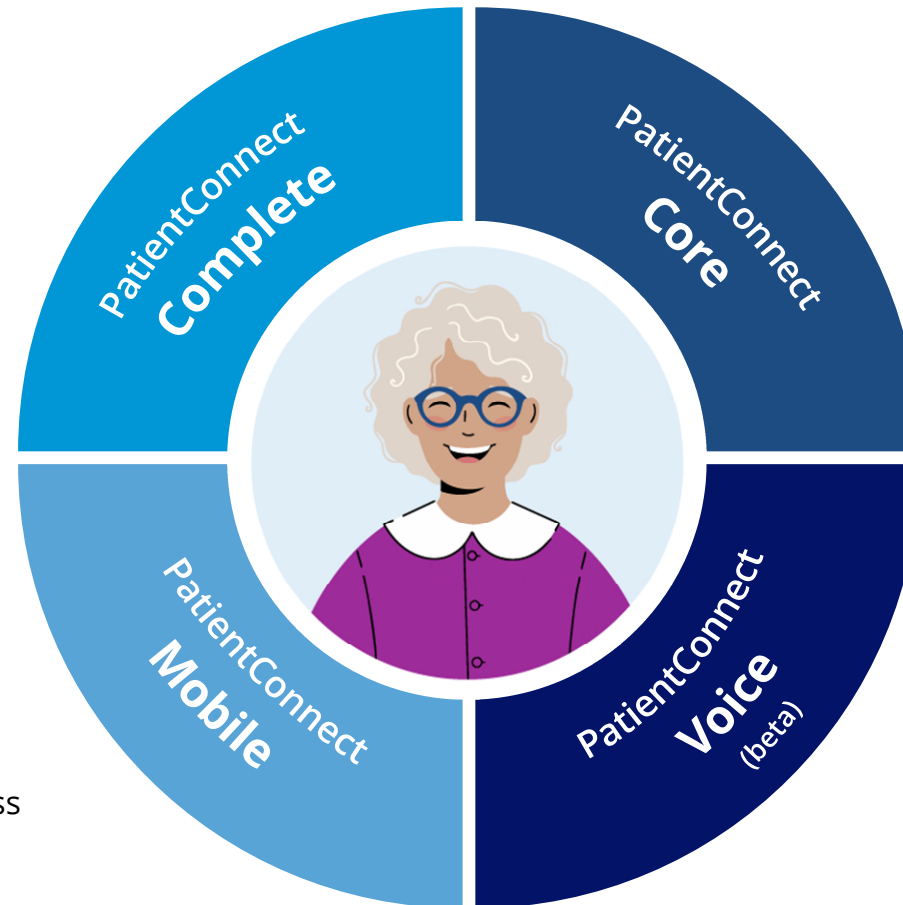 PatientConnect
Complete
PatientConnect
Core
PatientConnect
Mobile
PatientConnect
Voice
(beta)